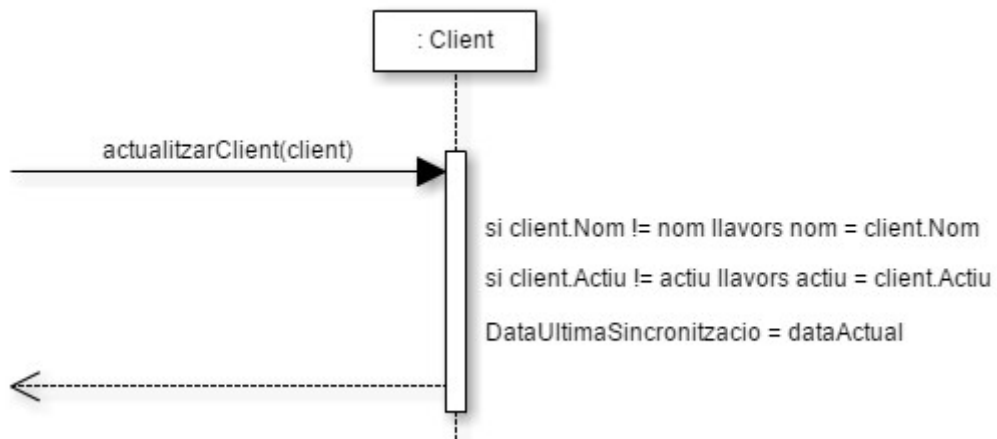 : Client
actualitzarClient(client)
si client.Nom != nom llavors nom = client.Nom
si client.Actiu != actiu llavors actiu = client.Actiu
DataUltimaSincronitzacio = dataActual